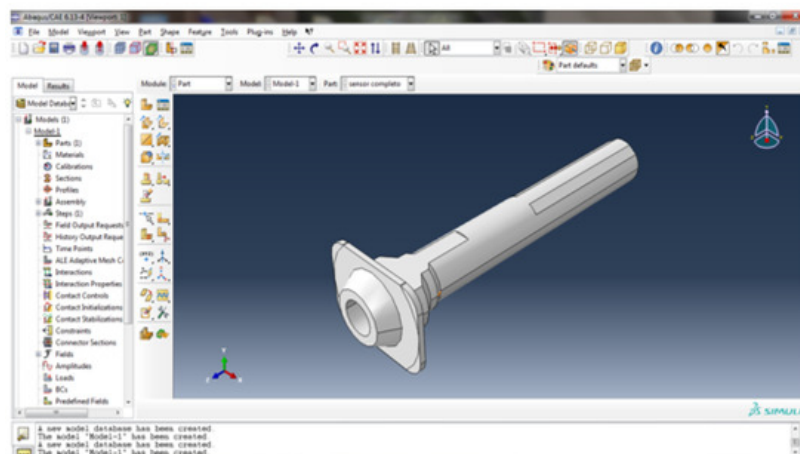 Abaqus/CAE 6.13-4 [Viewport: 1]
File Model Viewport View Part Shape Feature Tools Plug-ins Help
All
Part defaults
Model Results Module: Part Model: Model-1 Part: sensor completo
Model Databa
Models (1)
Model-1
Parts (1)
Materials
Calibrations
Sections
Profiles
Assembly
Steps (1)
Field Output Requests
History Output Reque
Time Points
ALE Adaptive Mesh C
Interactions
Interaction Properties
Contact Controls
Contact Initializations
Contact Stabilizations
Constraints
Connector Sections
Fields
Amplitudes
Loads
BCs
Predefined Fields
SIMULI
A new model database has been created.
The model "Model-1" has been created.
A new model database has been created.
The model "Model-1" has been created.